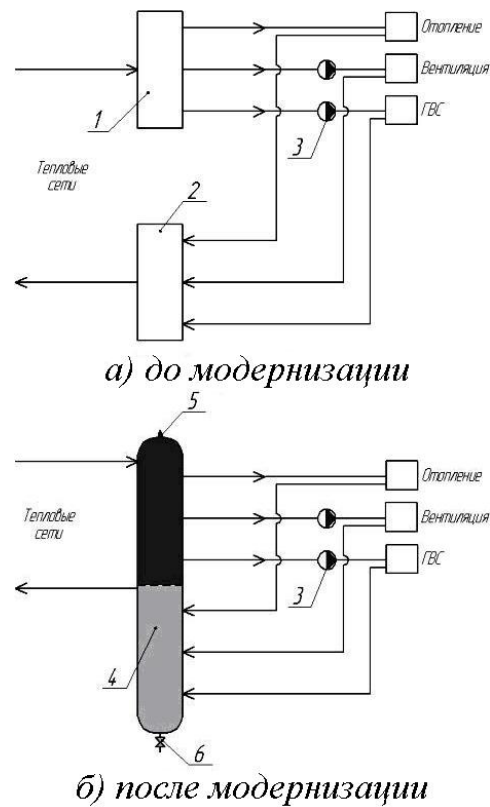 Отопление
Вентиляция
1
3
ГВС
Тепловые
сети
2
а) до модернизации
5
Отопление
Тепловые
сети
Вентиляция
ГВС
3
4
6
б) после модернизации